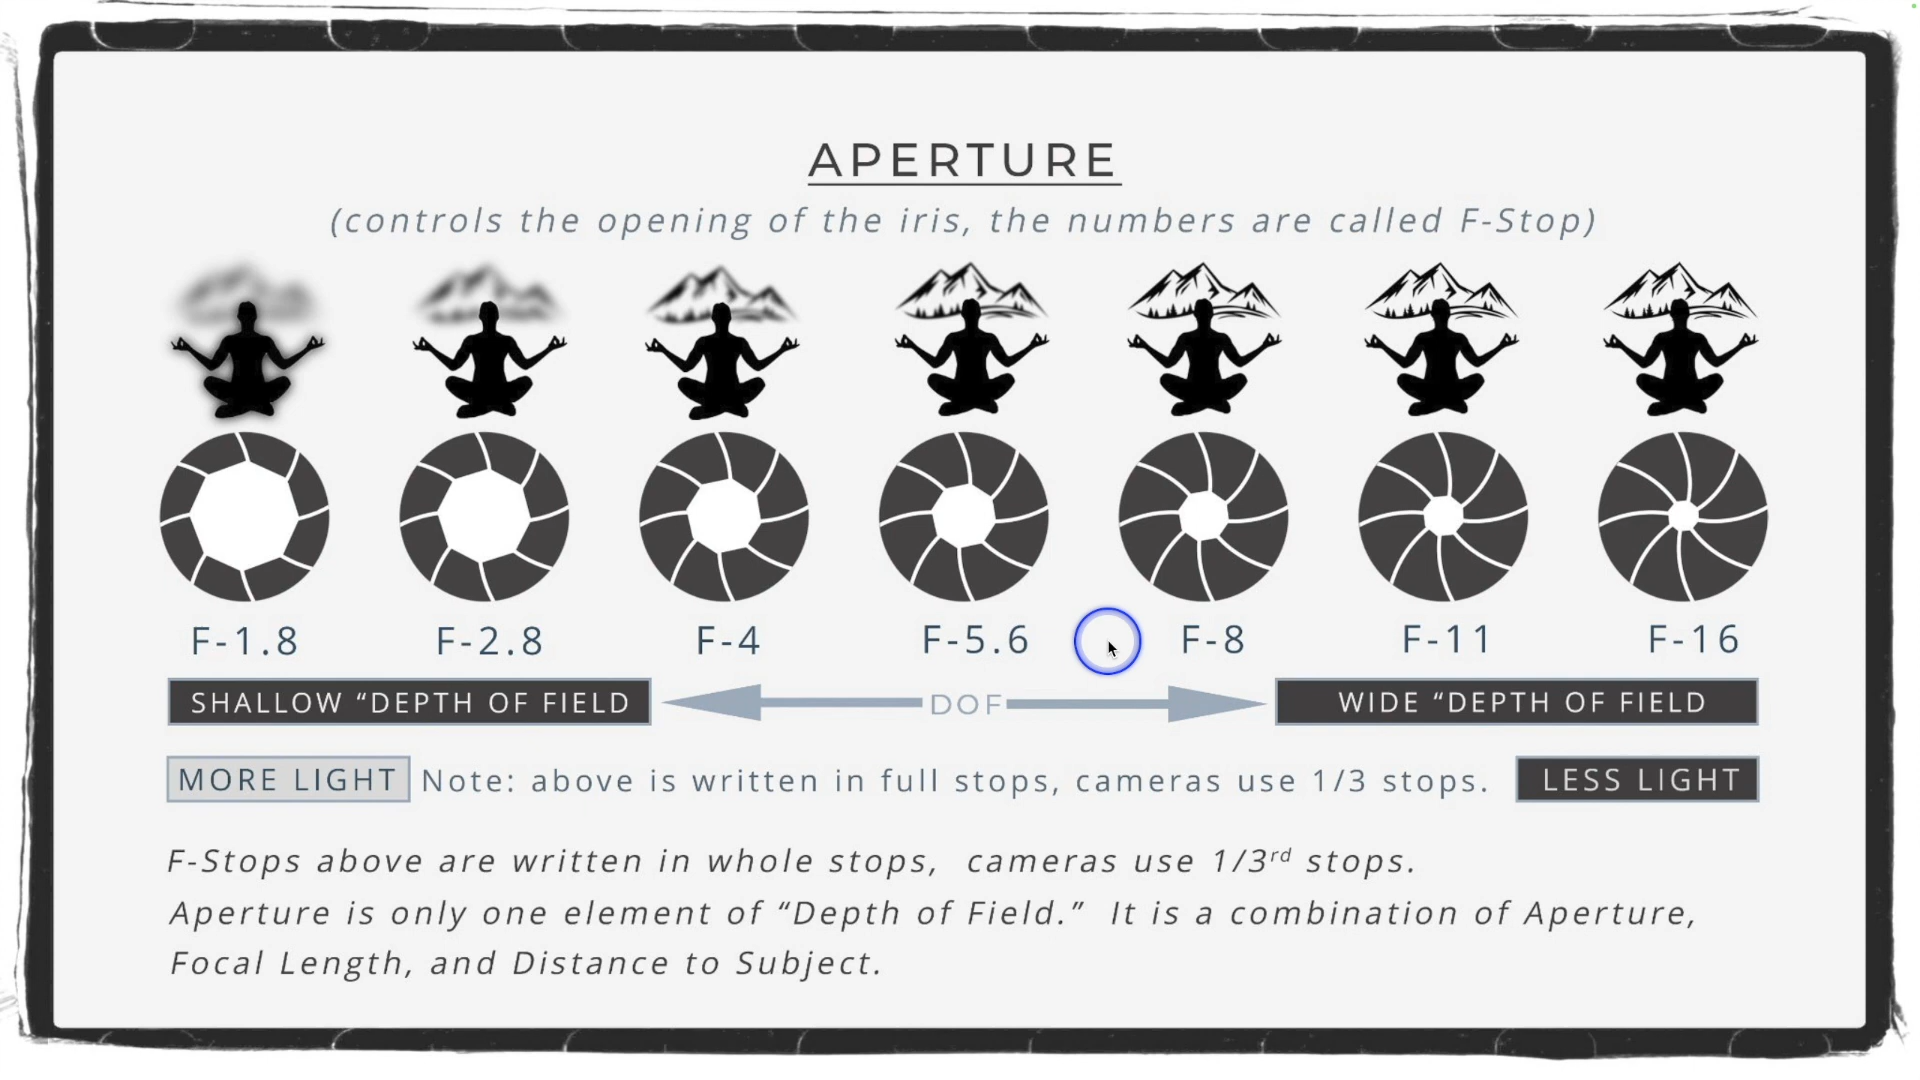 APERTURE
(controls the opening of the iris, the numbers are called F-Stop)
F-1.8 F-2.8 F-4 F-5.6 F-8 F-11 F-16
SHALLOW “DEPTH OF FIELD DOF WIDE “DEPTH OF FIELD
MORE LIGHT Note: above is written in full stops, cameras use 1/3 stops. LESS LIGHT
F-Stops above are written in whole stops, cameras use 1/3rd stops.
Aperture is only one element of “Depth of Field.” It is a combination of Aperture,
Focal Length, and Distance to Subject.